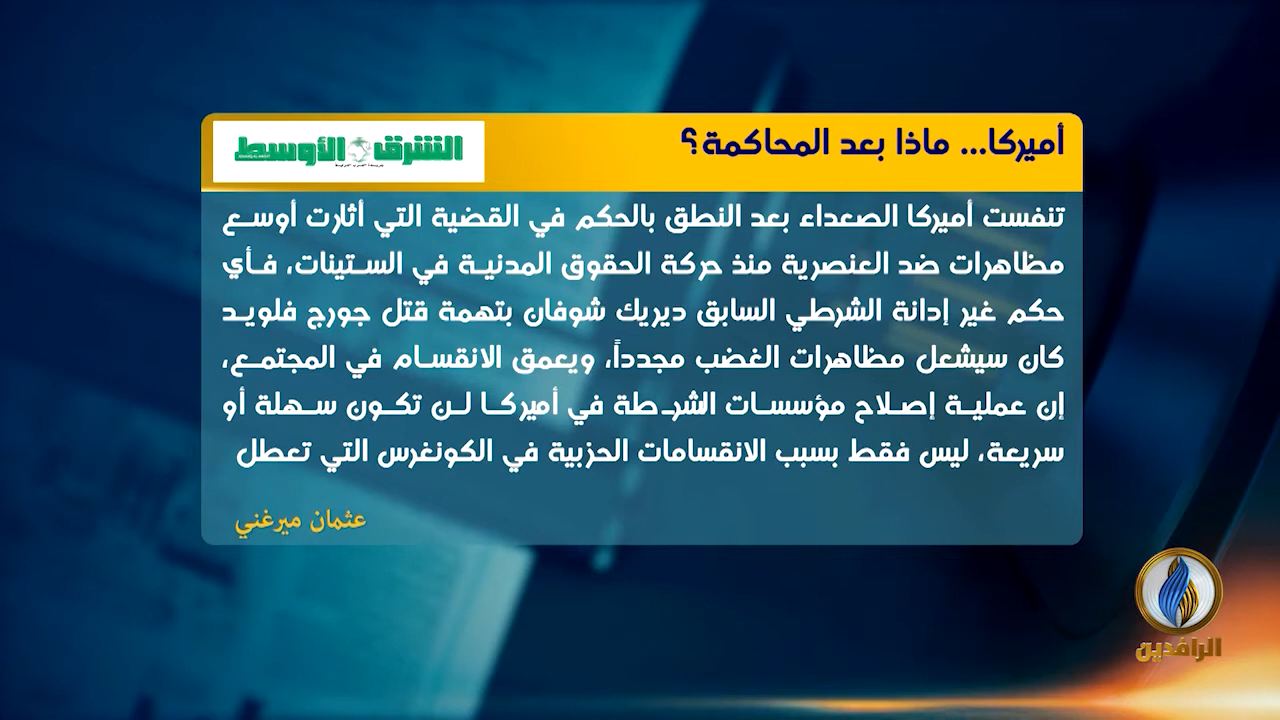 أميركا... ماذا بعد المحاكمة؟
الشرق الأوسط
تنفست أميركا الصعداء بعد النطق بالحكم في القضية التي أثارت أوسع
مظاهرات ضد العنصرية منذ حركة الحقوق المدنية في الستينات، فأي
حكم غير إدانة الشرطي السابق ديريك شوفان بتهمة قتل جورج فلويد
كان سيشعل مظاهرات الغضب مجدداً، ويعمق الانقسام في المجتمع،
إن عملية إصلاح مؤسسات الشرطة في أميركا لن تكون سهلة أو
سريعة، ليس فقط بسبب الانقسامات الحزبية في الكونغرس التي تعطل
عثمان ميرغني
الرافدين